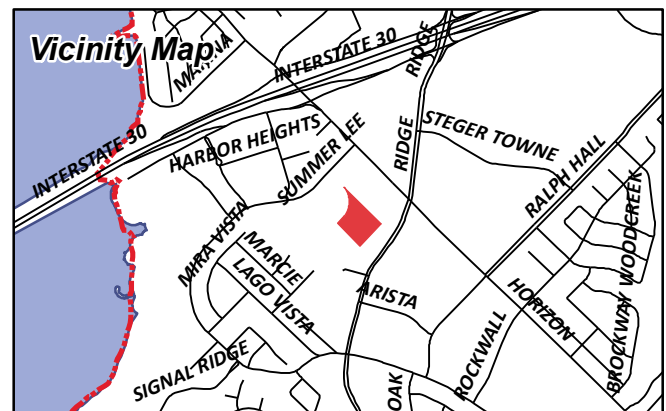 Vicinity Map
MARINA
INTERSTATE 30
RIDGE
INTERSTATE 30
HARBOR HEIGHTS
SUMMER LEE
RIDGE
STEGER TOWNE
RALPH HALL
MIRA VISTA
MARCIE
LAGO VISTA
ARISTA
HORIZON
BROCKWAY WOODCREEK
SIGNAL RIDGE
OAK
ROCKWALL